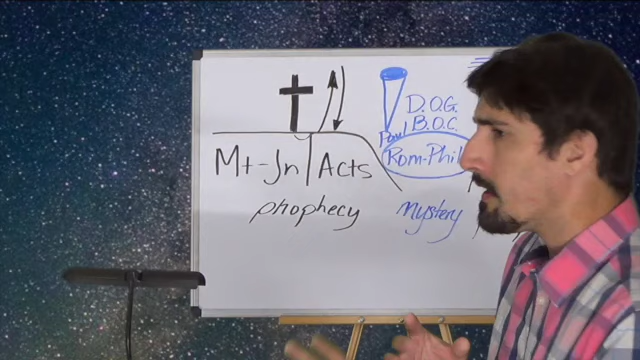 D.O.G.
B.O.C.
Paul
Mt-Jn Acts Rom-Phil
prophecy mystery